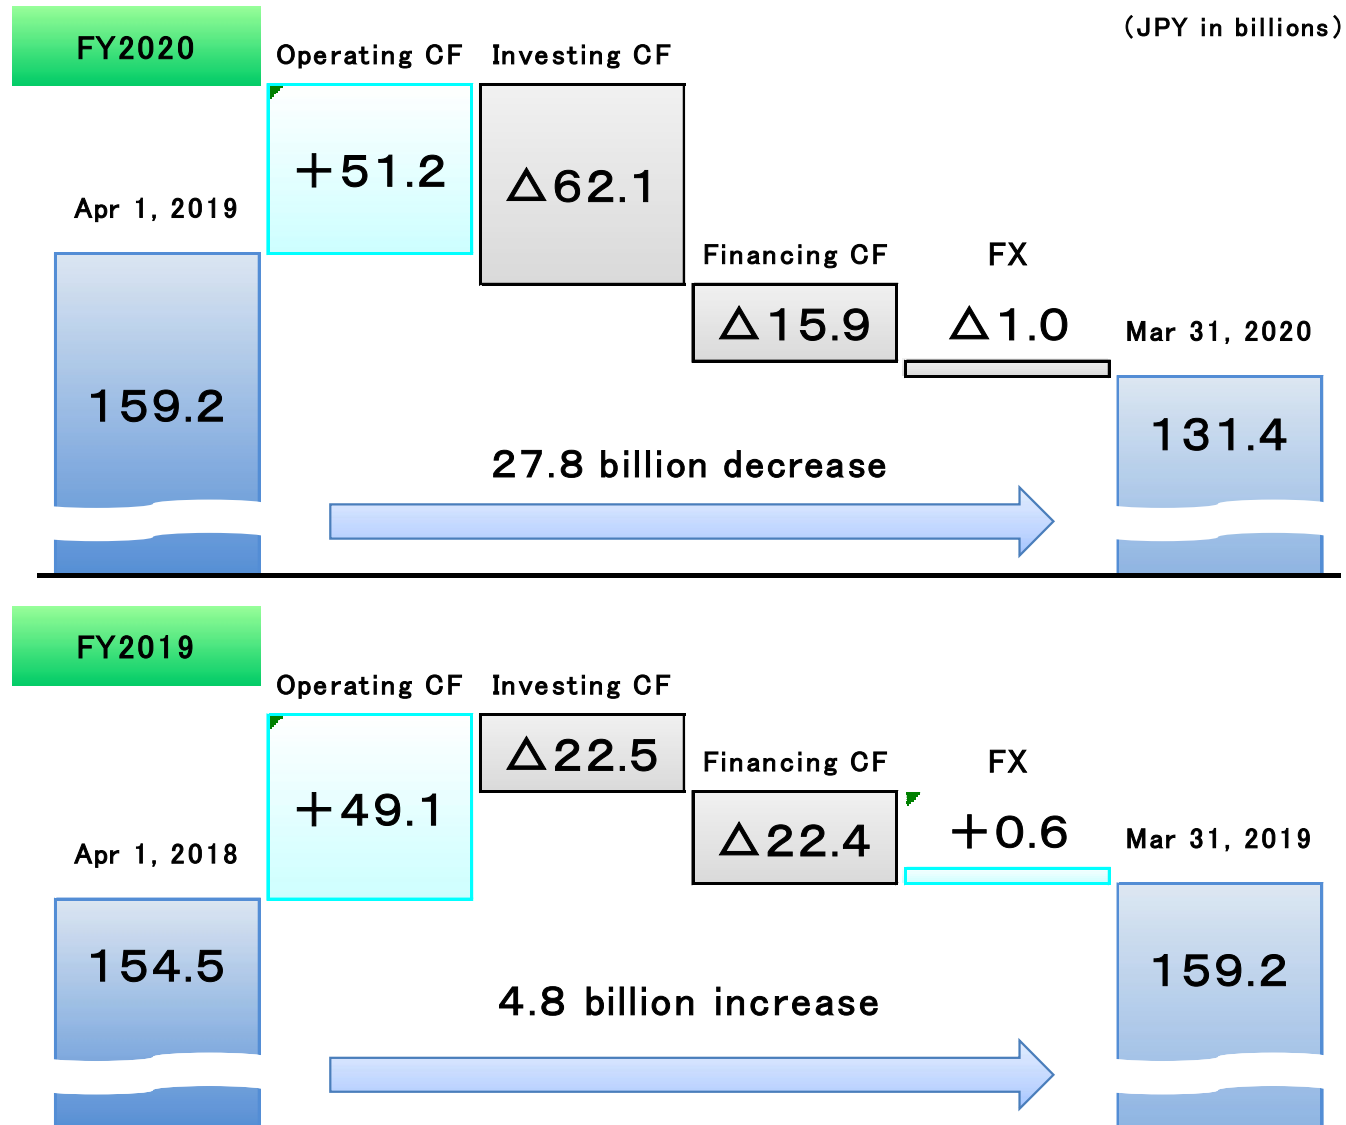 FY2020
(JPY in billions)
Operating CF
Investing CF
+51.2
△62.1
Apr 1, 2019
Financing CF
FX
△15.9
△1.0
Mar 31, 2020
159.2
131.4
27.8 billion decrease
FY2019
Operating CF
Investing CF
△22.5
+49.1
Financing CF
FX
△22.4
+0.6
Apr 1, 2018
Mar 31, 2019
154.5
159.2
4.8 billion increase